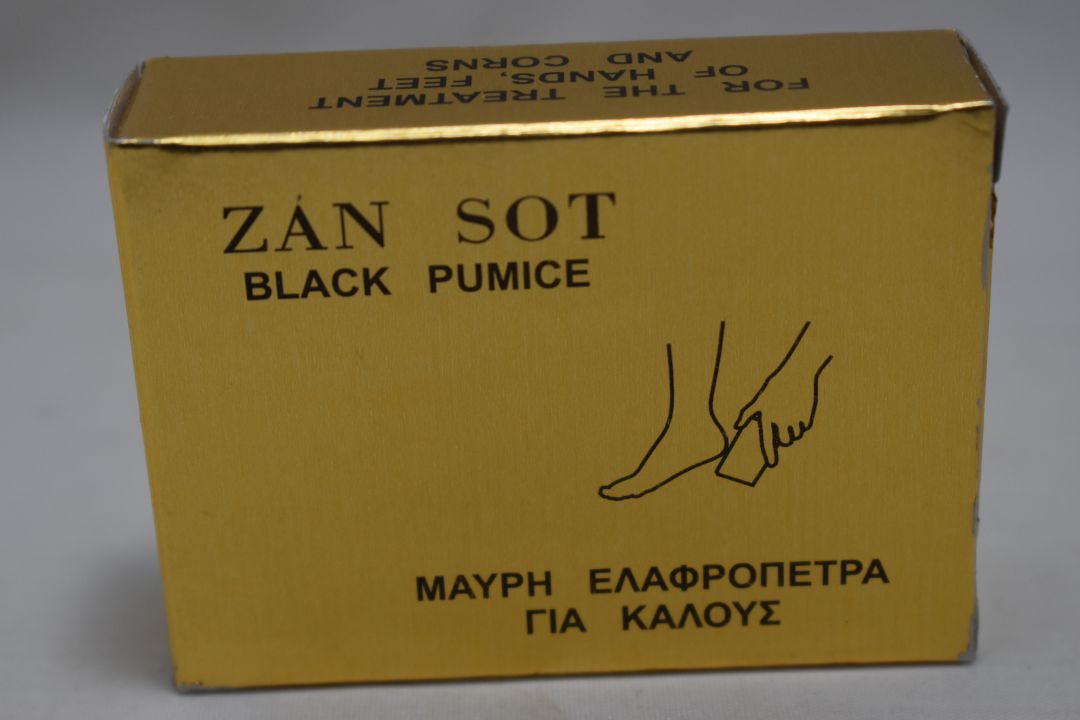 FOR THE TREATMENT
OF HANDS, FEET
AND CORNS
ZÁN SOT
BLACK PUMICE
ΜΑΥΡΗ ΕΛΑΦΡΟΠΕΤΡΑ
ΓΙΑ ΚΑΛΟΥΣ